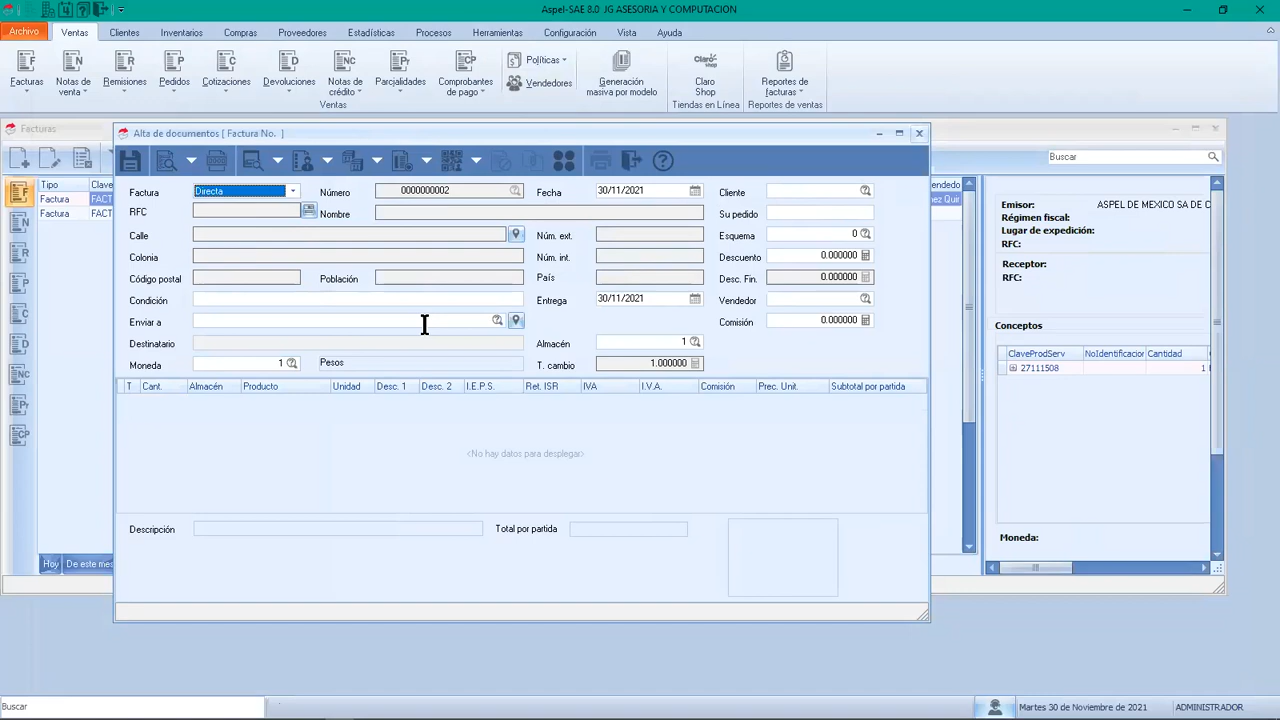 Aspel-SAE 8.0 JG ASESORIA Y COMPUTACION
Archivo Ventas Clientes Inventarios Compras Proveedores Estadísticas Procesos Herramientas Configuración Vista Ayuda
Facturas Notas de venta Remisiones Pedidos Cotizaciones Devoluciones Notas de crédito Parcialidades Comprobantes de pago Políticas Vendedores Generación masiva por modelo Claro Shop Reportes de facturas
Ventas Tiendas en Línea Reportes de ventas
Facturas
Alta de documentos [ Factura No. ]
Buscar
Tipo Clave
Factura FACT
Factura FACT
Factura Directa Número 0000000002 Fecha 30/11/2021 Cliente
RFC Nombre Su pedido
Calle Núm. ext. Esquema 0
Colonia Núm. int. Descuento 0.000000
Código postal Población País Desc. Fin. 0.000000
Condición Entrega 30/11/2021 Vendedor
Enviar a Comisión 0.000000
Destinatario Almacén 1
Moneda 1 Pesos T. cambio 1.000000
T Cant. Almacén Producto Unidad Desc. 1 Desc. 2 I.E.P.S. Ret. ISR IVA I.V.A. Comisión Prec. Unit. Subtotal por partida
<No hay datos para desplegar>
Descripción Total por partida
Hoy De este mes
Emisor: ASPEL DE MEXICO SA DE C
Régimen fiscal:
Lugar de expedición:
RFC:
Receptor:
RFC:
Conceptos
ClaveProdServ NoIdentificacion Cantidad
27111508 1
Moneda:
Buscar Martes 30 de Noviembre de 2021 ADMINISTRADOR